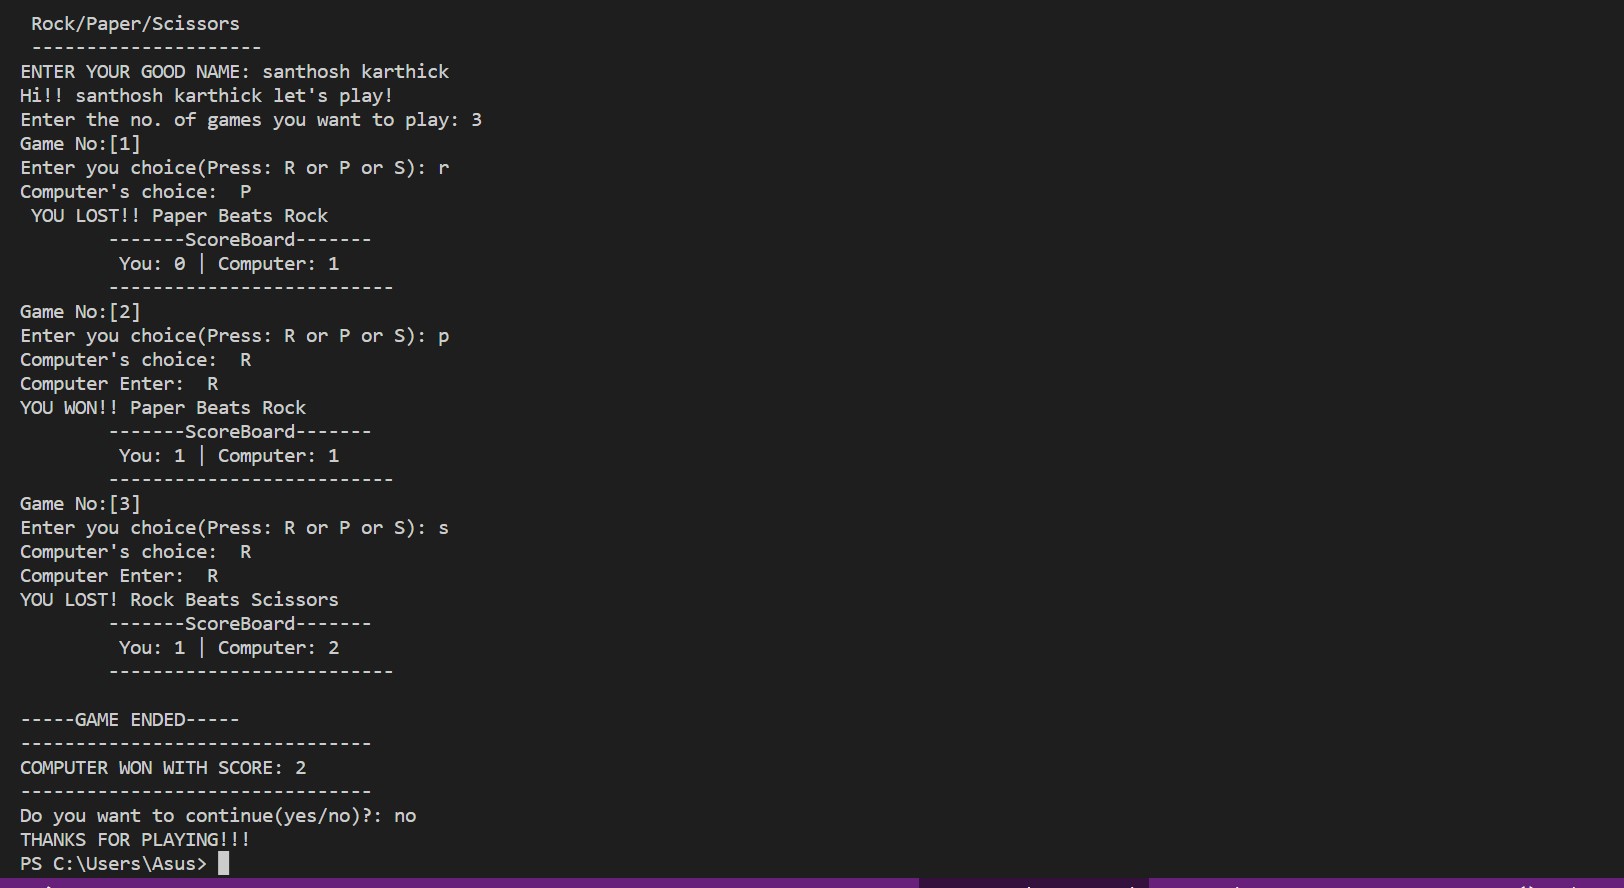 Rock/Paper/Scissors
---------------------
ENTER YOUR GOOD NAME: santhosh karthick
Hi!! santhosh karthick let's play!
Enter the no. of games you want to play: 3
Game No:[1]
Enter you choice(Press: R or P or S): r
Computer's choice:  P
 YOU LOST!! Paper Beats Rock
        -------ScoreBoard-------
         You: 0 | Computer: 1
        --------------------------
Game No:[2]
Enter you choice(Press: R or P or S): p
Computer's choice:  R
Computer Enter:  R
YOU WON!! Paper Beats Rock
        -------ScoreBoard-------
         You: 1 | Computer: 1
        --------------------------
Game No:[3]
Enter you choice(Press: R or P or S): s
Computer's choice:  R
Computer Enter:  R
YOU LOST! Rock Beats Scissors
        -------ScoreBoard-------
         You: 1 | Computer: 2
        --------------------------
-----GAME ENDED-----
--------------------------------
COMPUTER WON WITH SCORE: 2
--------------------------------
Do you want to continue(yes/no)?: no
THANKS FOR PLAYING!!!
PS C:\Users\Asus>